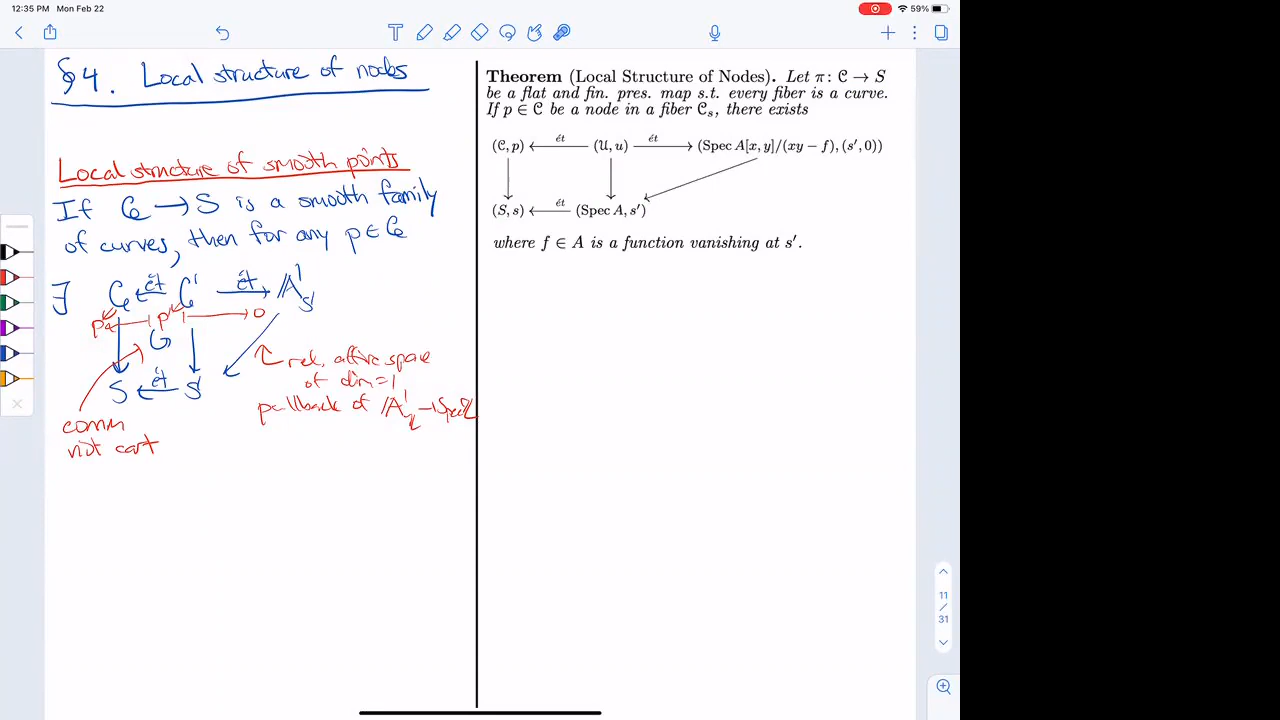 12:35 PM Mon Feb 22
59%
§4. Local structure of nodes
Local structure of smooth points
If 𝒞 → S is a smooth family
of curves, then for any p ∈ 𝒞
∃ 𝒞 ←ét 𝒞' ét→ 𝔸¹_S'
p ↤ p' ↦ 0
S ←ét S'
comm
not cart
rel. affine space
of dim = 1
pullback of 𝔸¹_ℤ → Spec ℤ
Theorem (Local Structure of Nodes). Let π: 𝒞 → S
be a flat and fin. pres. map s.t. every fiber is a curve.
If p ∈ 𝒞 be a node in a fiber 𝒞_s, there exists
(𝒞, p) ←ét (𝒰, u) ét→ (Spec A[x, y]/(xy − f), (s′, 0))
(S, s) ←ét (Spec A, s′)
where f ∈ A is a function vanishing at s′.
11
/
31